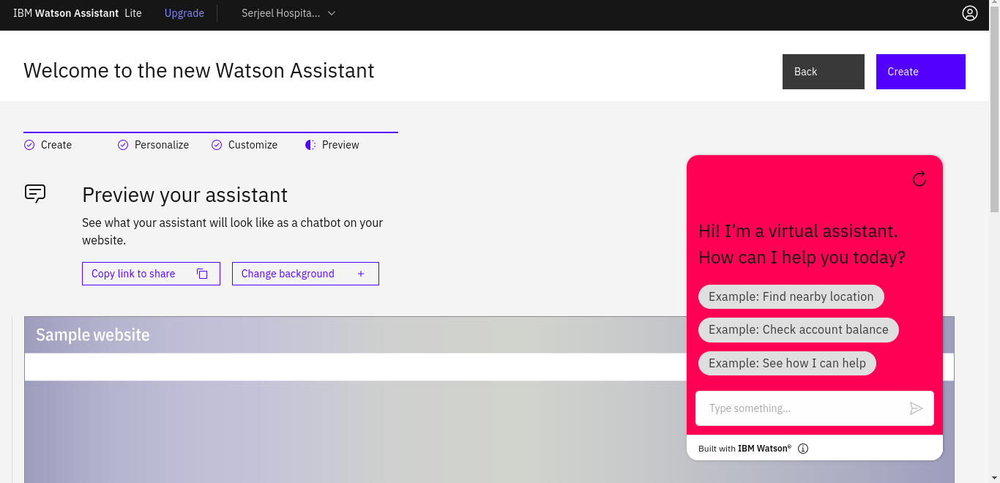 IBM Watson Assistant Lite Upgrade Serjeel Hospita...
Welcome to the new Watson Assistant
Back Create
Create Personalize Customize Preview
Preview your assistant
See what your assistant will look like as a chatbot on your
website.
Copy link to share Change background +
Sample website
Hi! I'm a virtual assistant.
How can I help you today?
Example: Find nearby location
Example: Check account balance
Example: See how I can help
Type something...
Built with IBM Watson®